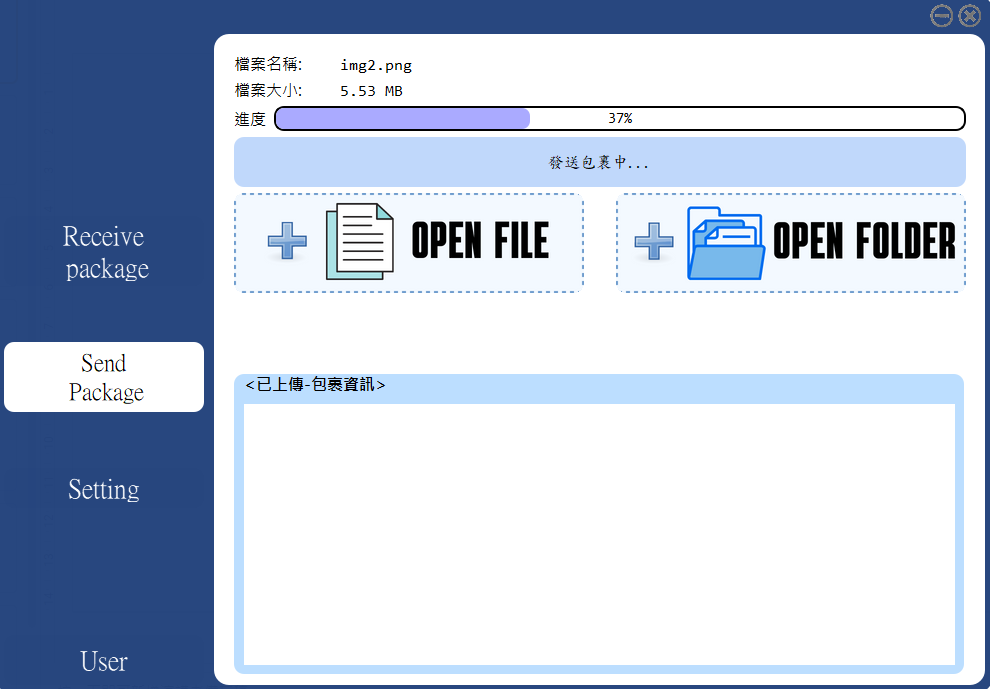 檔案名稱: img2.png
檔案大小: 5.53 MB
進度 37%
發送包裹中...
OPEN FILE
OPEN FOLDER
Receive
package
Send
Package
Setting
User
<已上傳-包裹資訊>